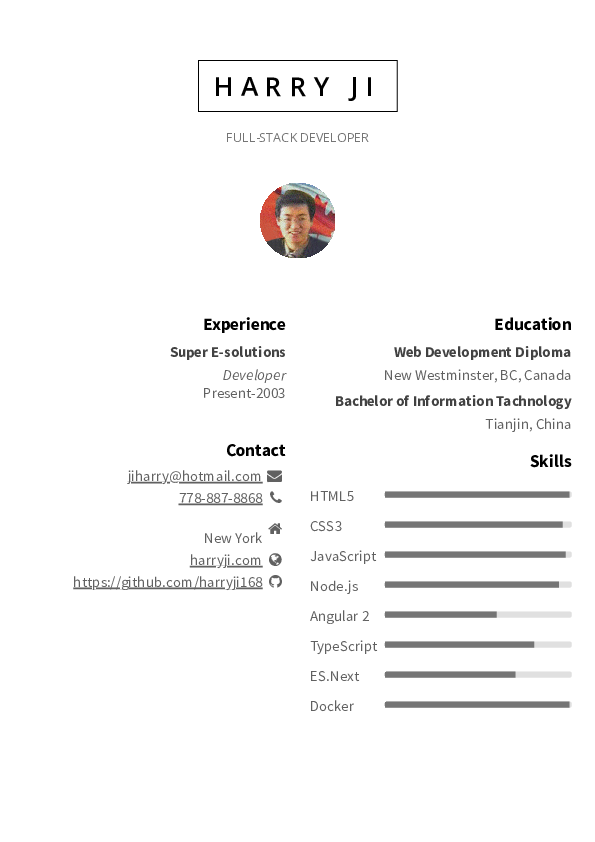 HARRY JI
FULL-STACK DEVELOPER
Experience
Super E-solutions
Developer
Present-2003
Contact
jiharry@hotmail.com
778-887-8868
New York
harryji.com
https://github.com/harryji168
Education
Web Development Diploma
New Westminster, BC, Canada
Bachelor of Information Tachnology
Tianjin, China
Skills
HTML5
CSS3
JavaScript
Node.js
Angular 2
TypeScript
ES.Next
Docker